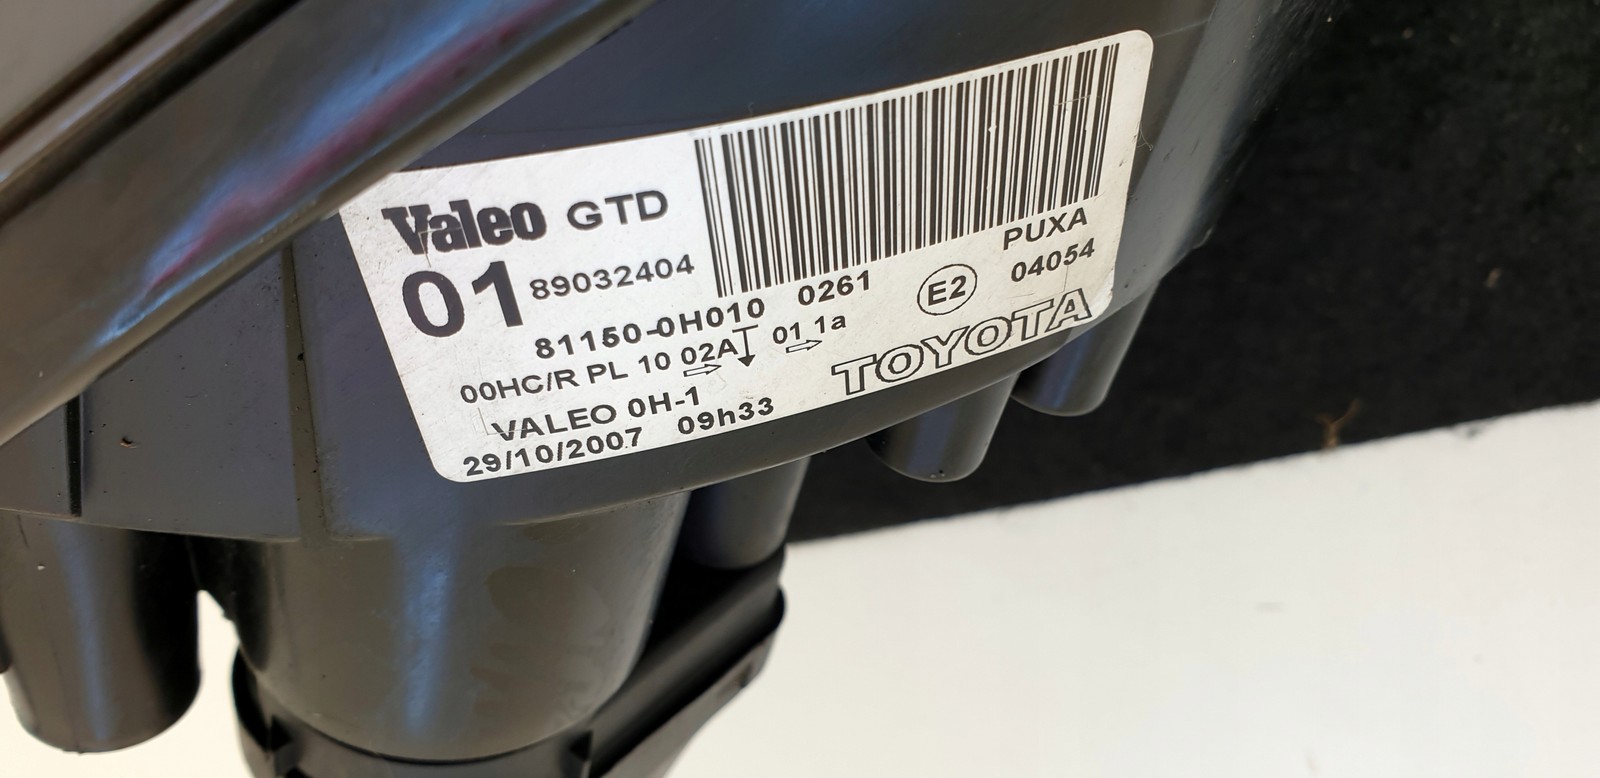 Valeo GTD
01 89032404
81150-0H010 0261
PUXA
E2 04054
00HC/R PL 10 02A 01 1a
TOYOTA
VALEO 0H-1
29/10/2007 09h33